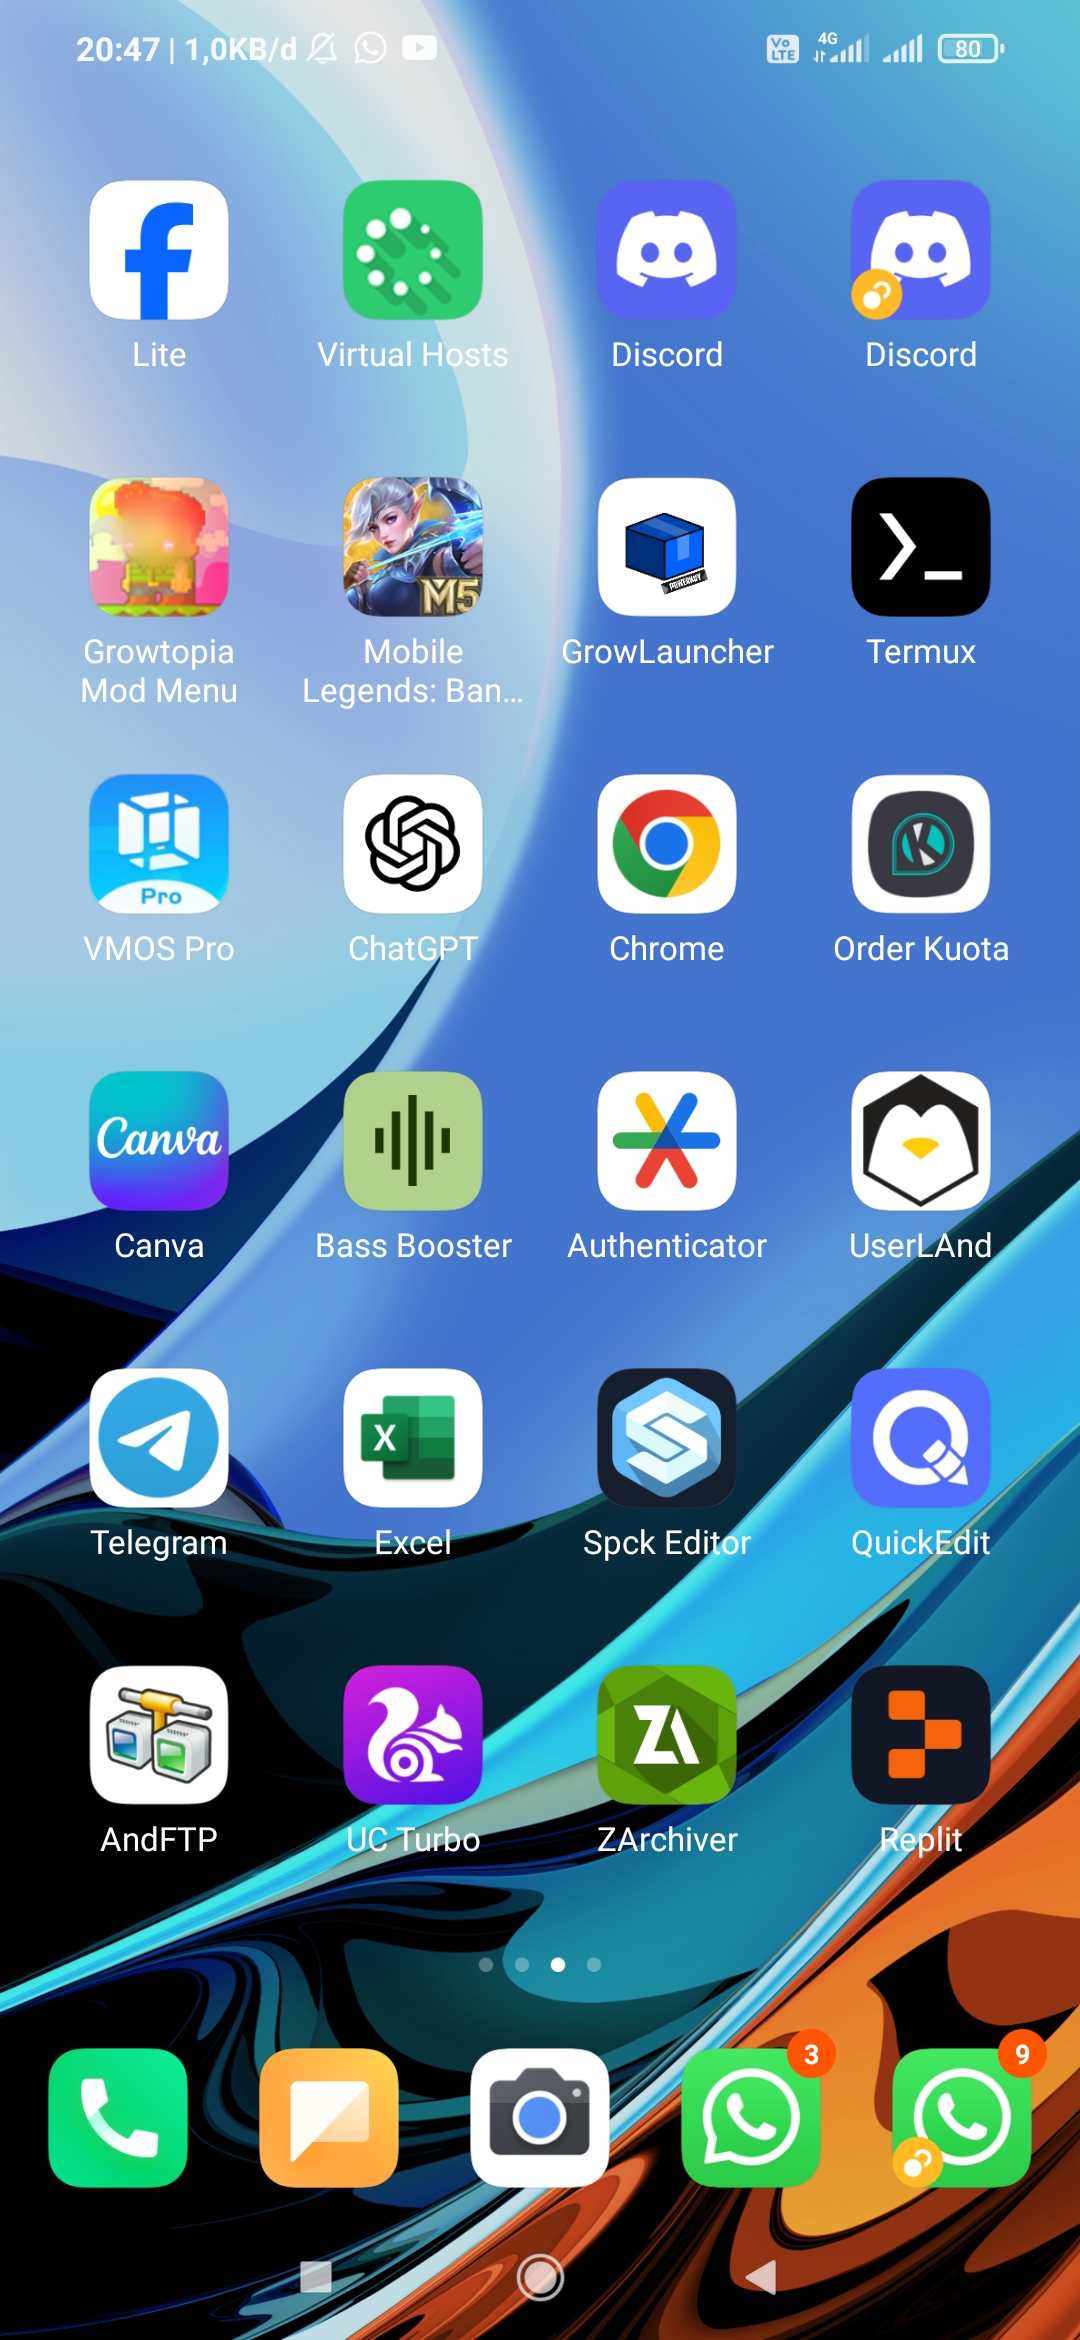 20:47 | 1,0KB/d
Vo LTE
4G
80
Lite
Virtual Hosts
Discord
Discord
M5
POWERKUY
Growtopia
Mod Menu
Mobile
Legends: Ban...
GrowLauncher
Termux
Pro
VMOS Pro
ChatGPT
Chrome
K
Order Kuota
Canva
Canva
Bass Booster
Authenticator
UserLAnd
X
Telegram
Excel
Spck Editor
QuickEdit
ZA
AndFTP
UC Turbo
ZArchiver
Replit
3
9